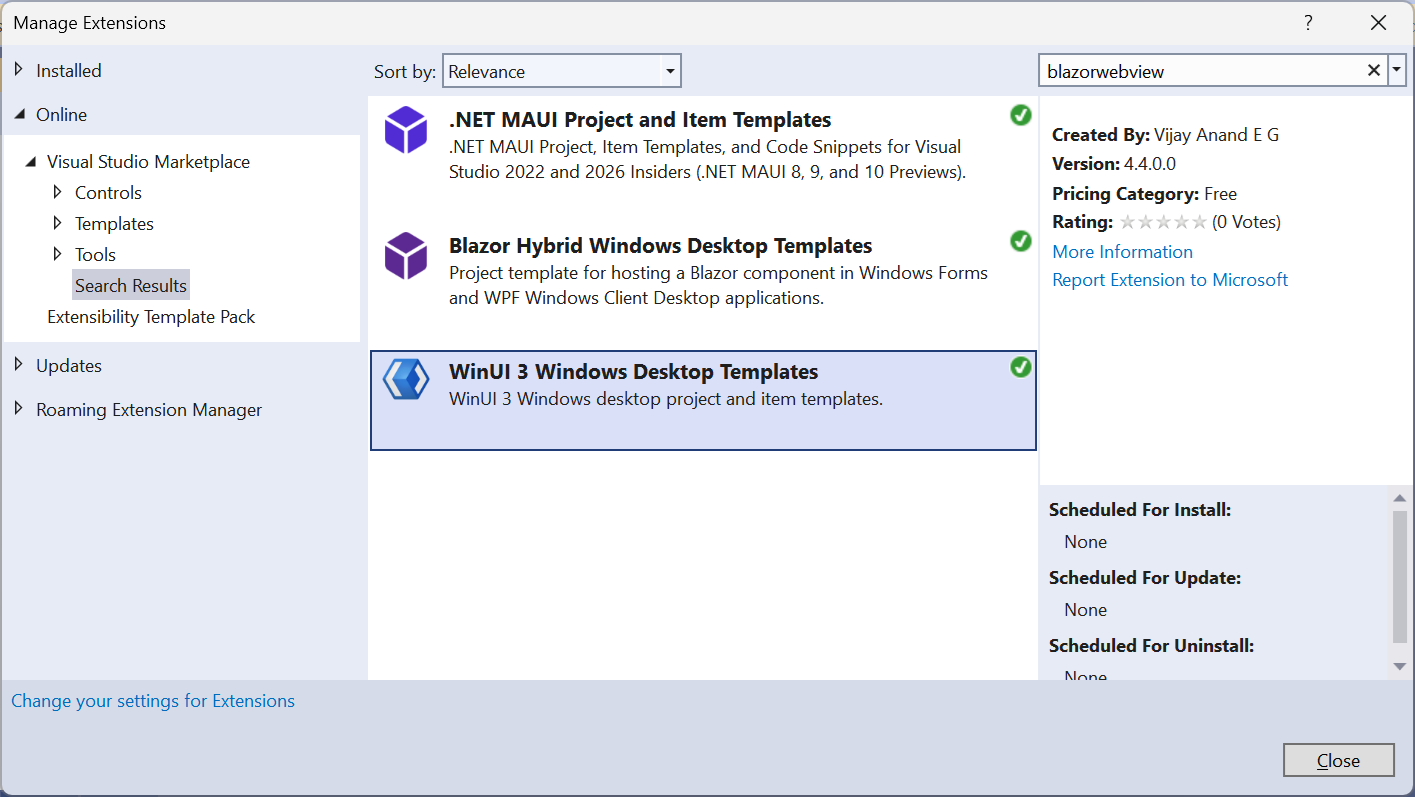 Manage Extensions
?
Installed
Online
Visual Studio Marketplace
Controls
Templates
Tools
Search Results
Extensibility Template Pack
Updates
Roaming Extension Manager
Sort by: Relevance
.NET MAUI Project and Item Templates
.NET MAUI Project, Item Templates, and Code Snippets for Visual
Studio 2022 and 2026 Insiders (.NET MAUI 8, 9, and 10 Previews).
Blazor Hybrid Windows Desktop Templates
Project template for hosting a Blazor component in Windows Forms
and WPF Windows Client Desktop applications.
WinUI 3 Windows Desktop Templates
WinUI 3 Windows desktop project and item templates.
blazorwebview
Created By: Vijay Anand E G
Version: 4.4.0.0
Pricing Category: Free
Rating: (0 Votes)
More Information
Report Extension to Microsoft
Scheduled For Install:
None
Scheduled For Update:
None
Scheduled For Uninstall:
None
Change your settings for Extensions
Close